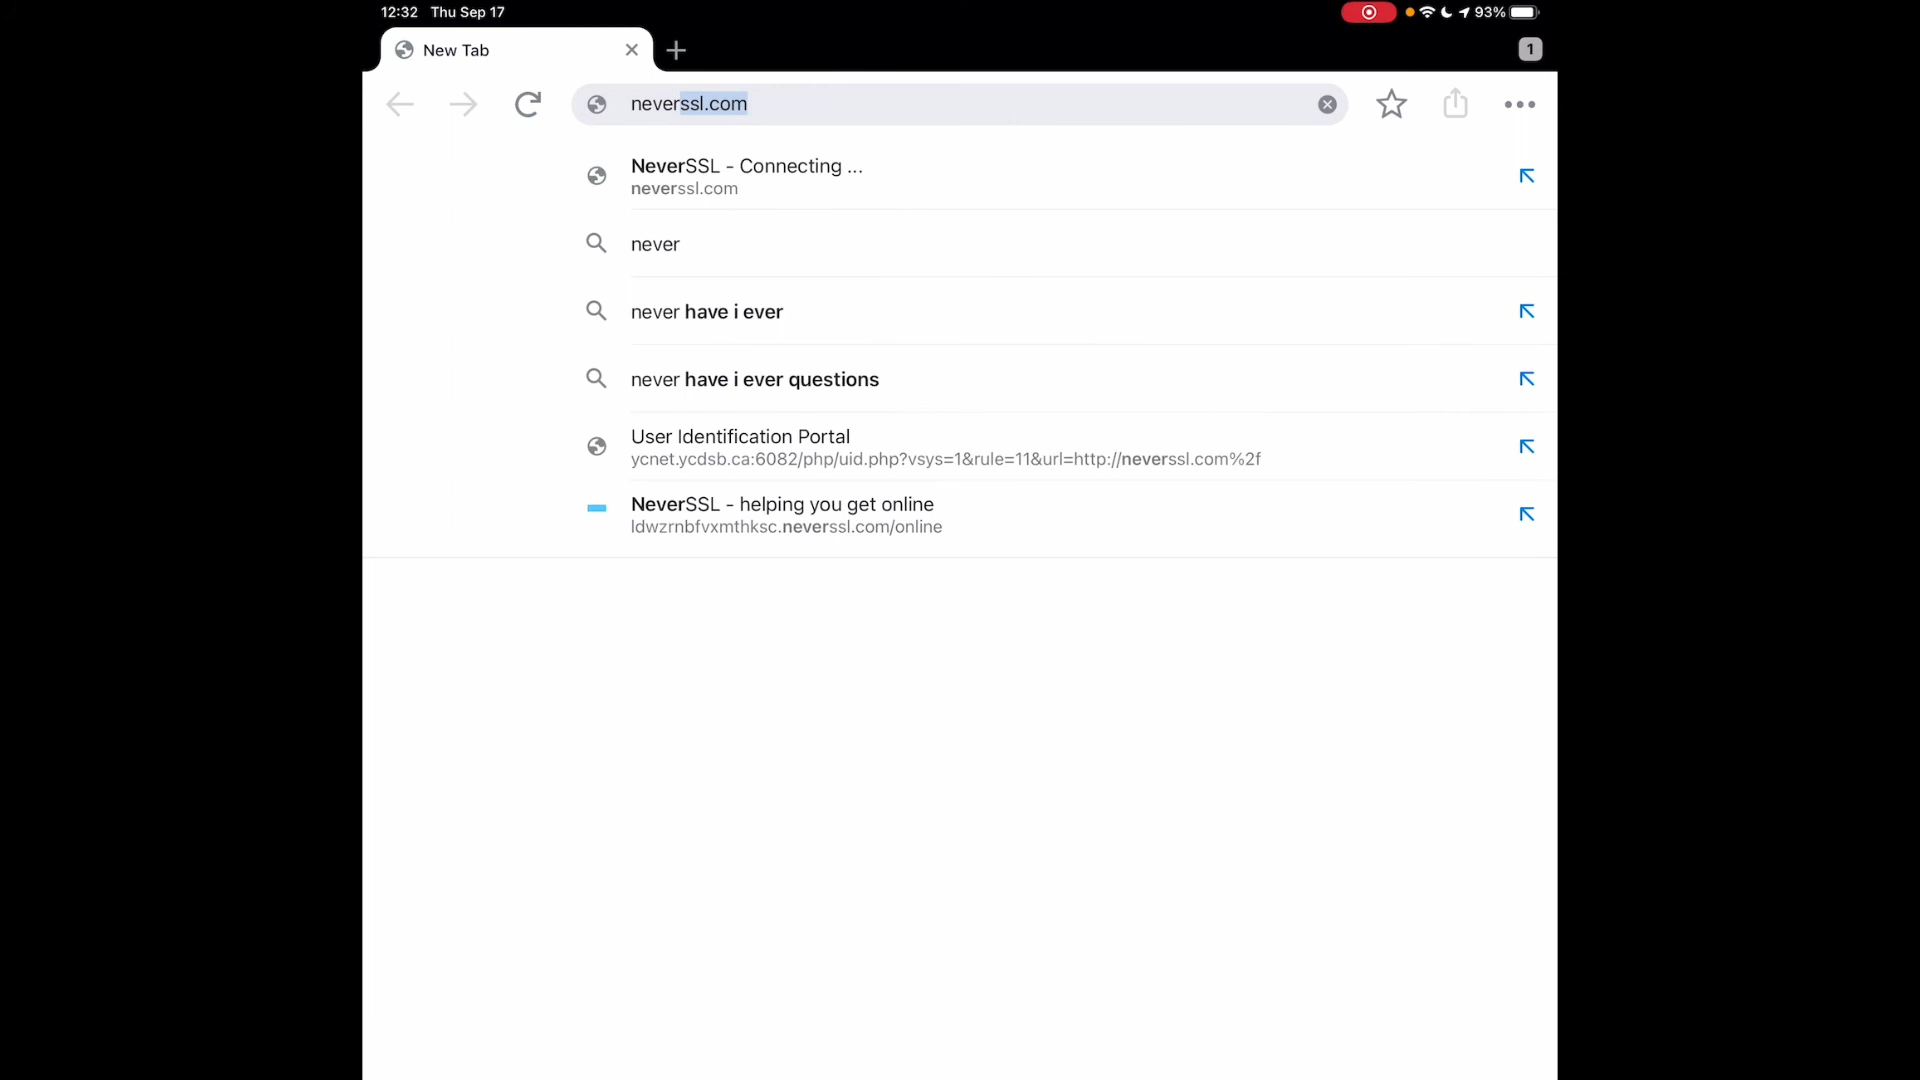 12:32 Thu Sep 17
93%
New Tab
1
neverssl.com
NeverSSL - Connecting ...
neverssl.com
never
never have i ever
never have i ever questions
User Identification Portal
ycnet.ycdsb.ca:6082/php/uid.php?vsys=1&rule=11&url=http://neverssl.com%2f
NeverSSL - helping you get online
ldwzrnbfvxmthksc.neverssl.com/online